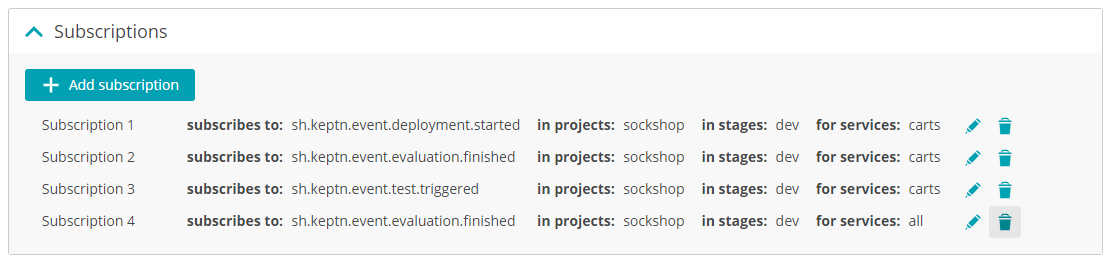 Subscriptions
Add subscription
Subscription 1 subscribes to: sh.keptn.event.deployment.started in projects: sockshop in stages: dev for services: carts
Subscription 2 subscribes to: sh.keptn.event.evaluation.finished in projects: sockshop in stages: dev for services: carts
Subscription 3 subscribes to: sh.keptn.event.test.triggered in projects: sockshop in stages: dev for services: carts
Subscription 4 subscribes to: sh.keptn.event.evaluation.finished in projects: sockshop in stages: dev for services: all